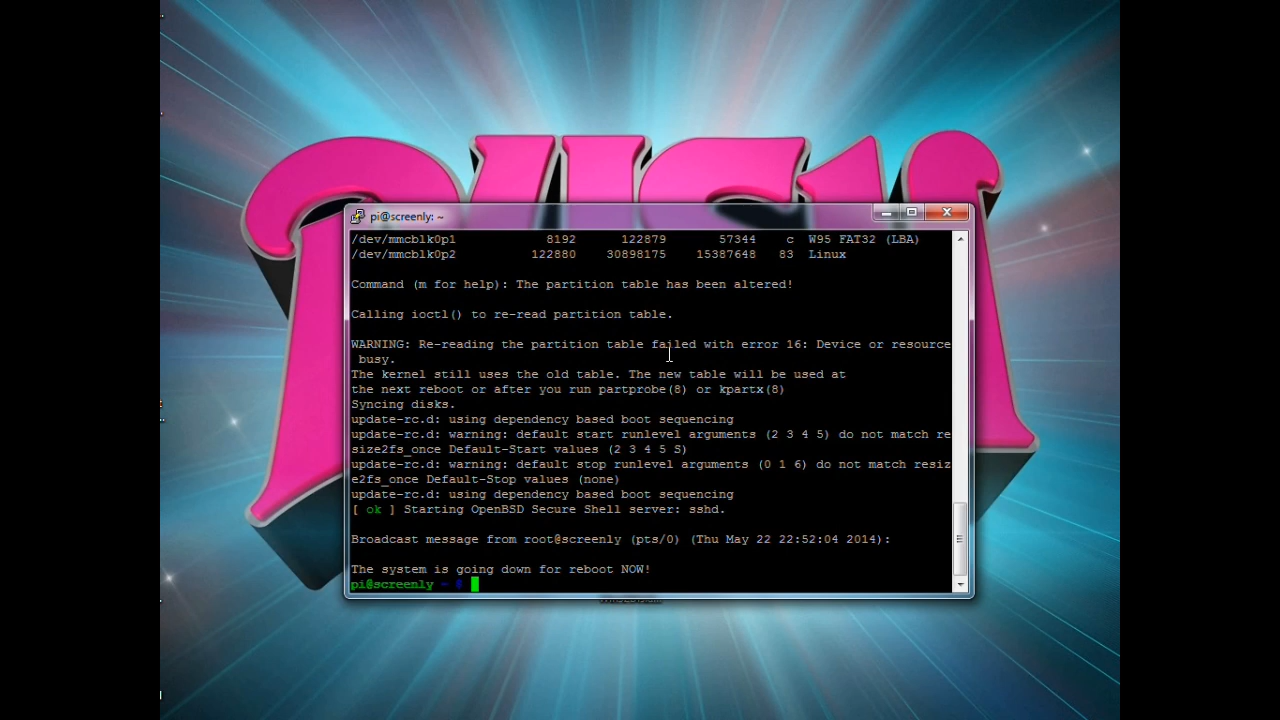 pi@screenly: ~
/dev/mmcblk0p1 8192 122879 57344 c W95 FAT32 (LBA)
/dev/mmcblk0p2 122880 30898175 15387648 83 Linux
Command (m for help): The partition table has been altered!
Calling ioctl() to re-read partition table.
WARNING: Re-reading the partition table failed with error 16: Device or resource
busy.
The kernel still uses the old table. The new table will be used at
the next reboot or after you run partprobe(8) or kpartx(8)
Syncing disks.
update-rc.d: using dependency based boot sequencing
update-rc.d: warning: default start runlevel arguments (2 3 4 5) do not match re
size2fs_once Default-Start values (2 3 4 5 S)
update-rc.d: warning: default stop runlevel arguments (0 1 6) do not match resiz
e2fs_once Default-Stop values (none)
update-rc.d: using dependency based boot sequencing
[ ok ] Starting OpenBSD Secure Shell server: sshd.
Broadcast message from root@screenly (pts/0) (Thu May 22 22:52:04 2014):
The system is going down for reboot NOW!
pi@screenly ~ $